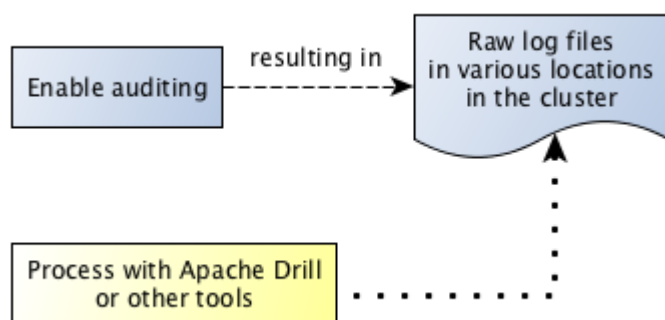 Enable auditing
resulting in
Raw log files
in various locations
in the cluster
Process with Apache Drill
or other tools